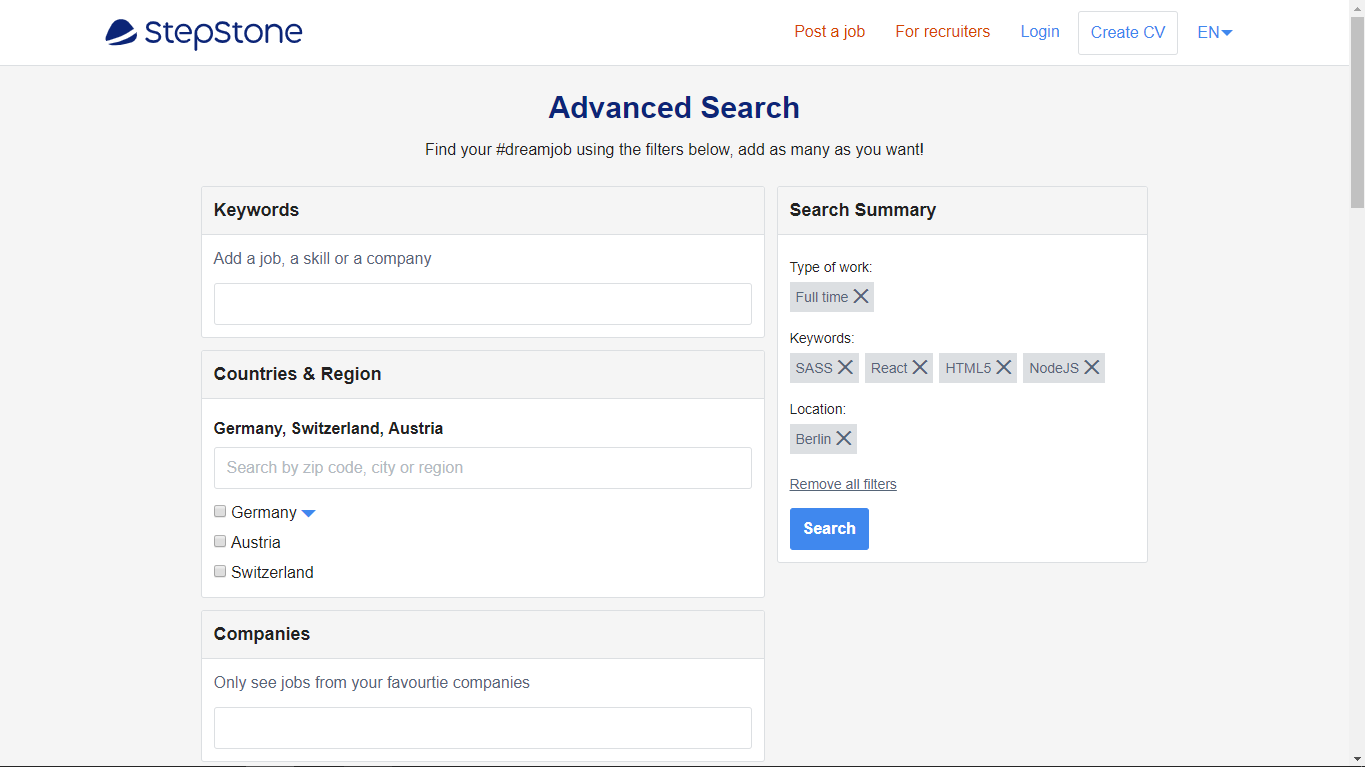 StepStone
Post a job
For recruiters
Login
Create CV
EN
Advanced Search
Find your #dreamjob using the filters below, add as many as you want!
Keywords
Add a job, a skill or a company
Countries & Region
Germany, Switzerland, Austria
Search by zip code, city or region
Germany
Austria
Switzerland
Companies
Only see jobs from your favourtie companies
Search Summary
Type of work:
Full time
Keywords:
SASS React HTML5 NodeJS
Location:
Berlin
Remove all filters
Search